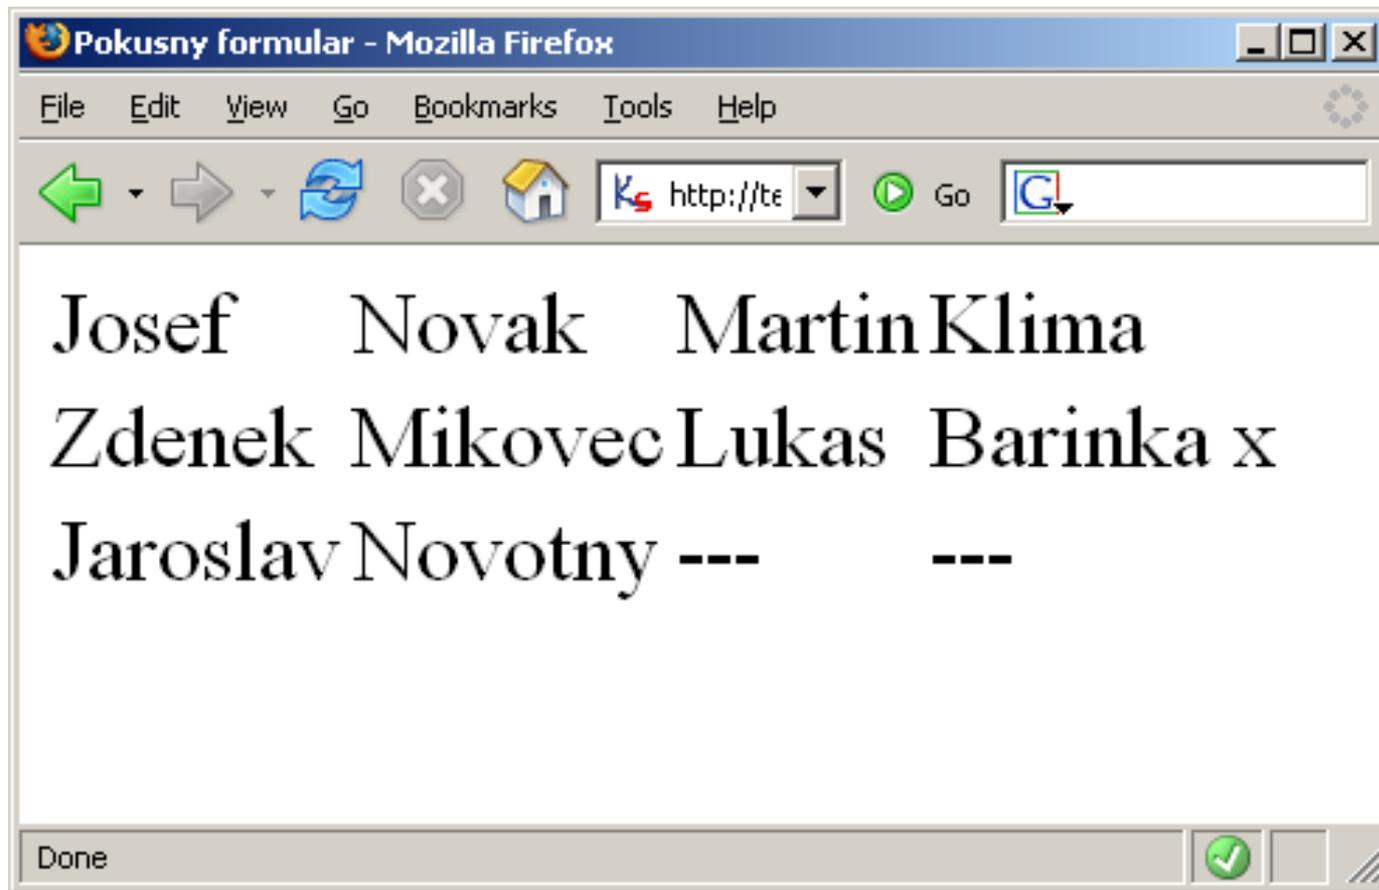 Pokusny formular - Mozilla Firefox
File Edit View Go Bookmarks Tools Help
Ks http://te Go G
Josef Novak Martin Klima
Zdenek Mikovec Lukas Barinka x
Jaroslav Novotny --- ---
Done